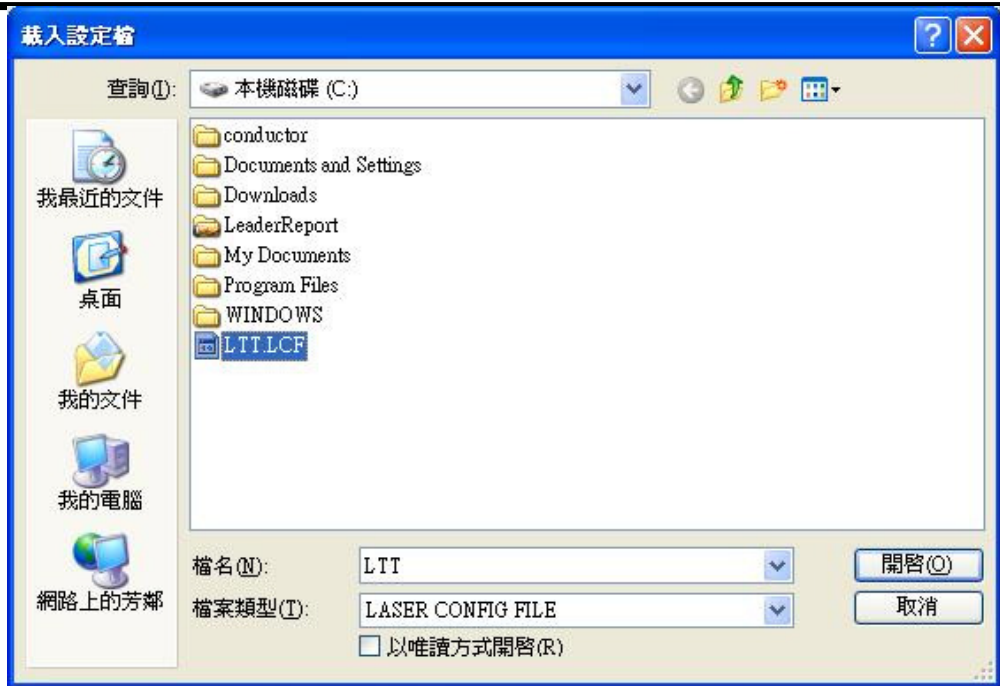 載入設定檔
查詢(I): 本機磁碟 (C:)
我最近的文件
桌面
我的文件
我的電腦
網路上的芳鄰
conductor
Documents and Settings
Downloads
LeaderReport
My Documents
Program Files
WINDOWS
LTT.LCF
檔名(N): LTT 開啓(O)
檔案類型(T): LASER CONFIG FILE 取消
以唯讀方式開啓(R)